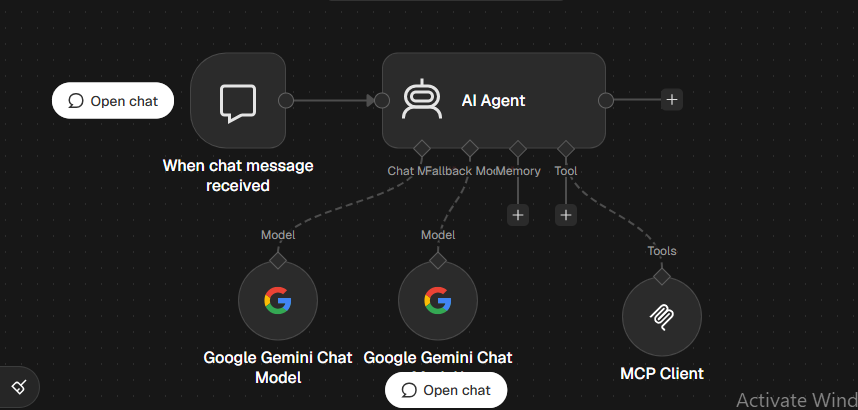 Open chat
AI Agent
When chat message
received
Chat M
Fallback Mod
Memory
Tool
Model
Model
Tools
Google Gemini Chat
Model
Google Gemini Chat
MCP Client
Open chat
Activate Wind